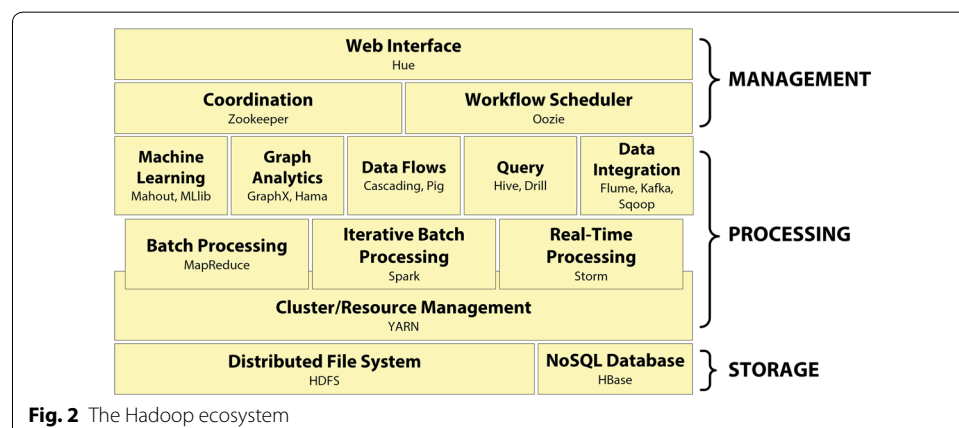 Web Interface
Hue
MANAGEMENT
Coordination
Zookeeper
Workflow Scheduler
Oozie
Machine
Learning
Mahout, MLlib
Graph
Analytics
GraphX, Hama
Data Flows
Cascading, Pig
Query
Hive, Drill
Data
Integration
Flume, Kafka,
Sqoop
PROCESSING
Batch Processing
MapReduce
Iterative Batch
Processing
Spark
Real-Time
Processing
Storm
Cluster/Resource Management
YARN
Distributed File System
HDFS
NoSQL Database
HBase
STORAGE
Fig. 2 The Hadoop ecosystem